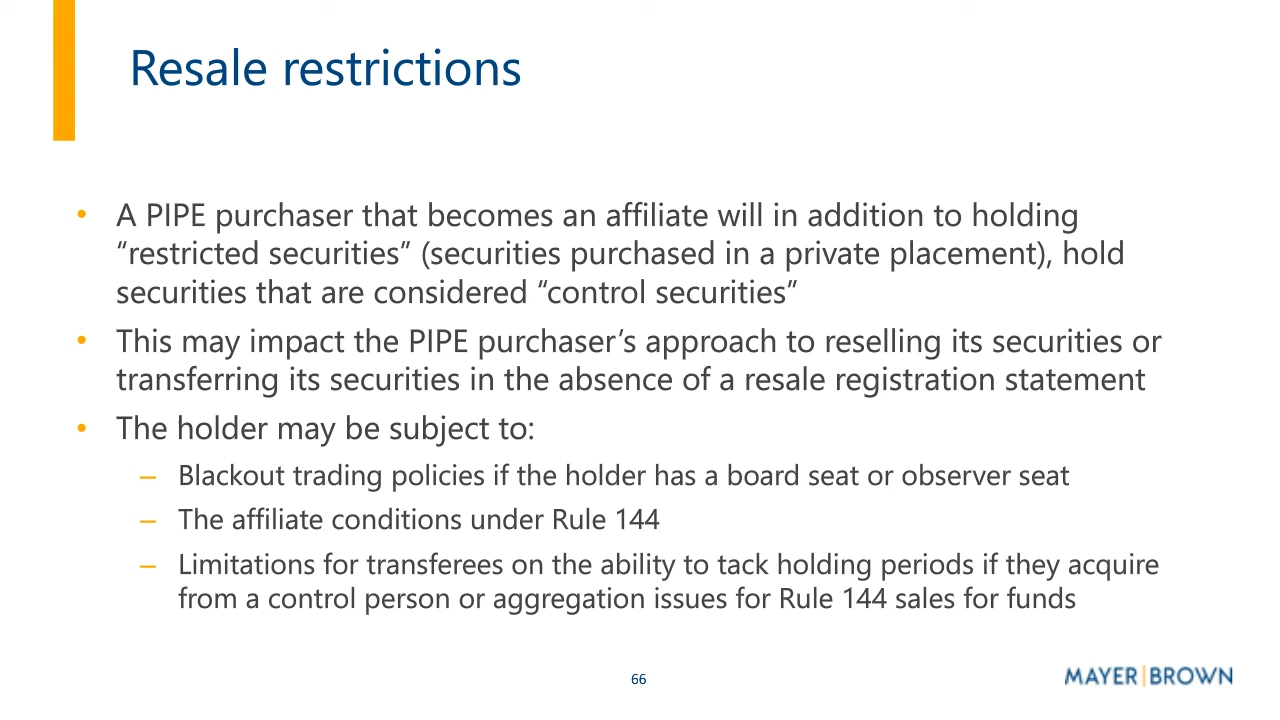 Resale restrictions
• A PIPE purchaser that becomes an affiliate will in addition to holding
“restricted securities” (securities purchased in a private placement), hold
securities that are considered “control securities”
• This may impact the PIPE purchaser’s approach to reselling its securities or
transferring its securities in the absence of a resale registration statement
• The holder may be subject to:
– Blackout trading policies if the holder has a board seat or observer seat
– The affiliate conditions under Rule 144
– Limitations for transferees on the ability to tack holding periods if they acquire
from a control person or aggregation issues for Rule 144 sales for funds
66
MAYER|BROWN